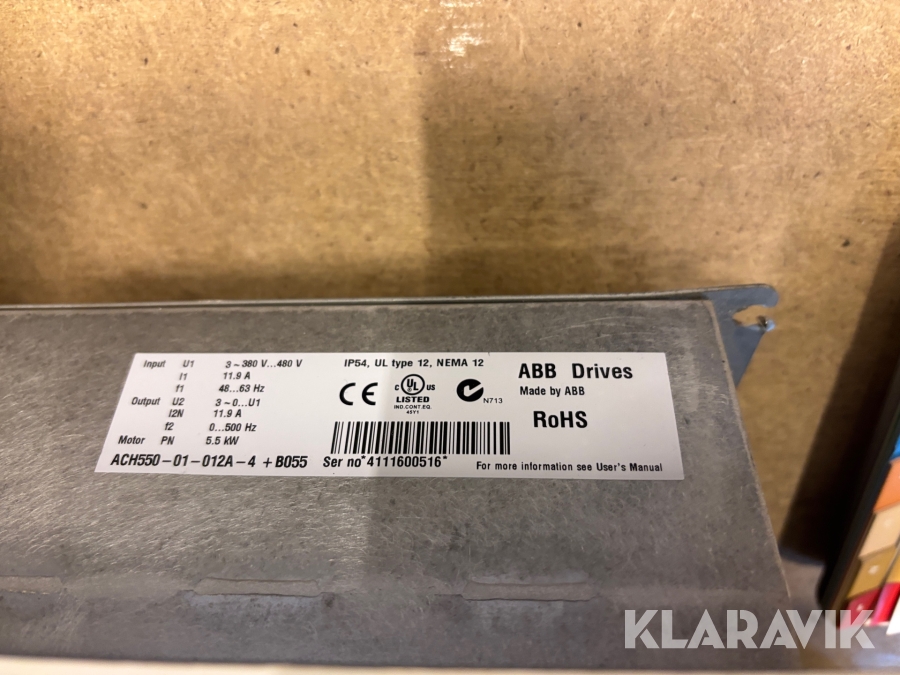 Input U1 3~380 V...480 V
I1 11.9 A
f1 48...63 Hz
Output U2 3~0...U1
I2N 11.9 A
f2 0...500 Hz
Motor PN 5.5 kW
ACH550-01-012A-4 +B055
IP54, UL type 12, NEMA 12
CE
C UL US
LISTED
IND.CONT.EQ.
45Y1
N713
Ser no*4111600516*
ABB Drives
Made by ABB
RoHS
For more information see User's Manual
KLARAVIK